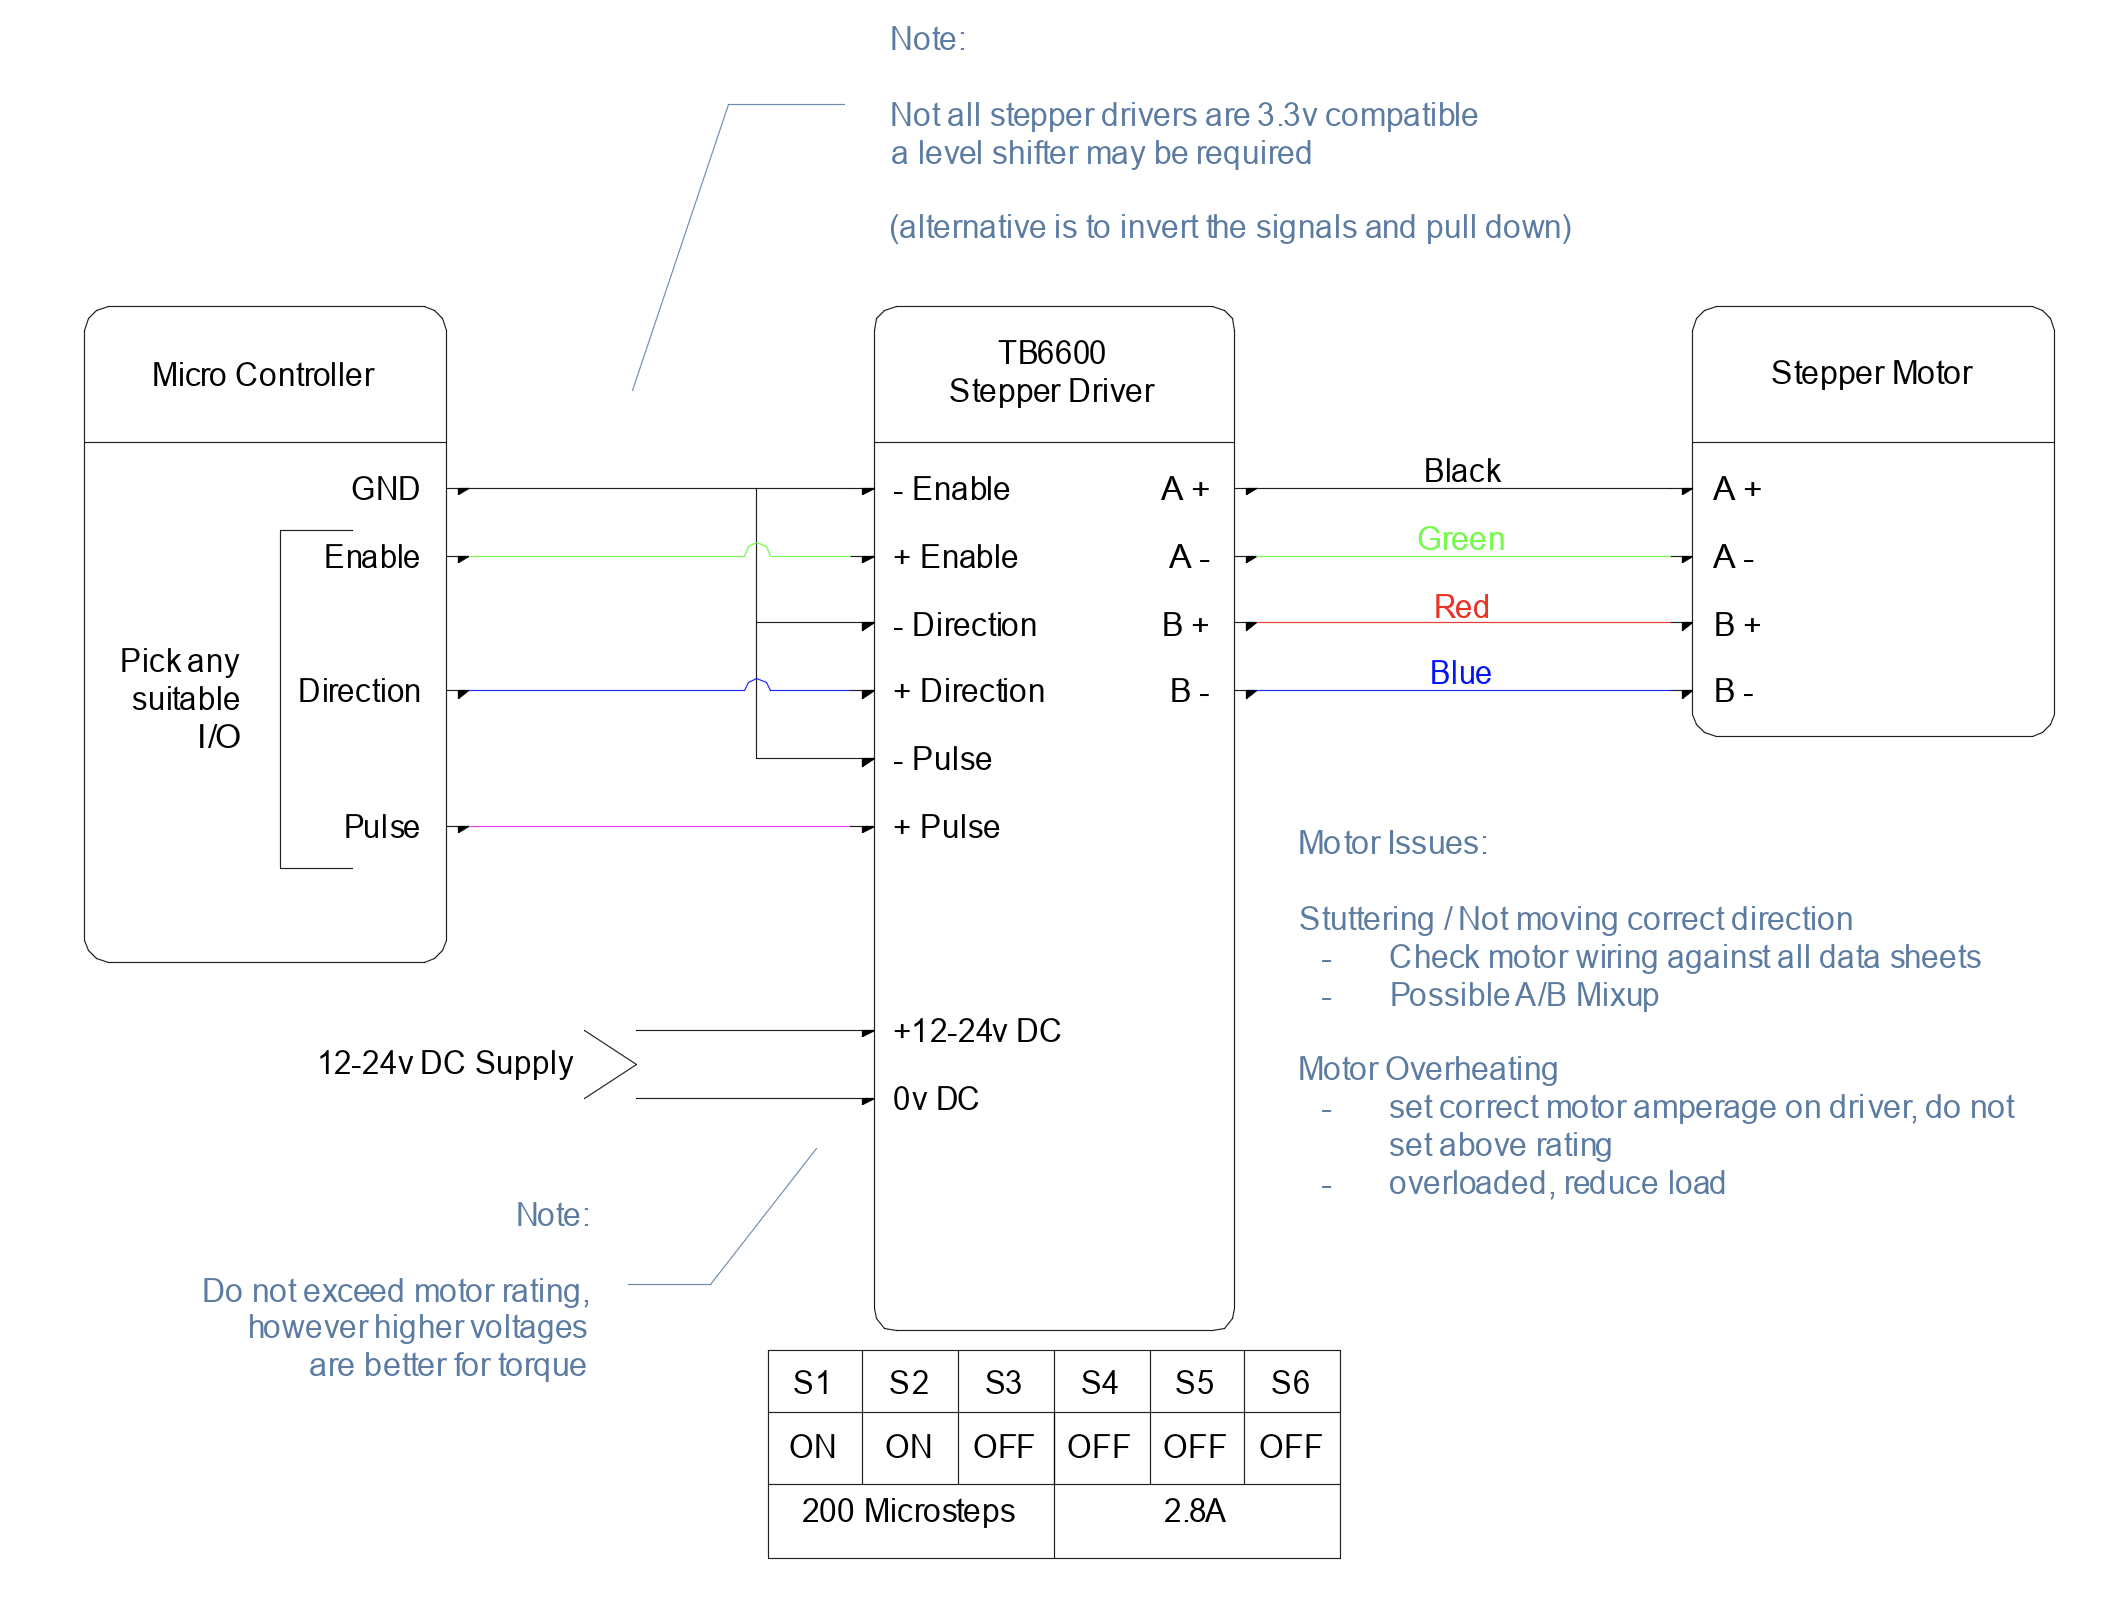 Note:
Not all stepper drivers are 3.3v compatible
a level shifter may be required
(alternative is to invert the signals and pull down)
Micro Controller
GND
Enable
Pick any
suitable
I/O
Direction
Pulse
TB6600
Stepper Driver
- Enable
+ Enable
- Direction
+ Direction
- Pulse
+ Pulse
A +
A -
B +
B -
Black
Green
Red
Blue
Stepper Motor
A +
A -
B +
B -
12-24v DC Supply
+12-24v DC
0v DC
Motor Issues:
Stuttering / Not moving correct direction
- Check motor wiring against all data sheets
- Possible A/B Mixup
Motor Overheating
- set correct motor amperage on driver, do not
set above rating
- overloaded, reduce load
Note:
Do not exceed motor rating,
however higher voltages
are better for torque
S1 S2 S3 S4 S5 S6
ON ON OFF OFF OFF OFF
200 Microsteps 2.8A